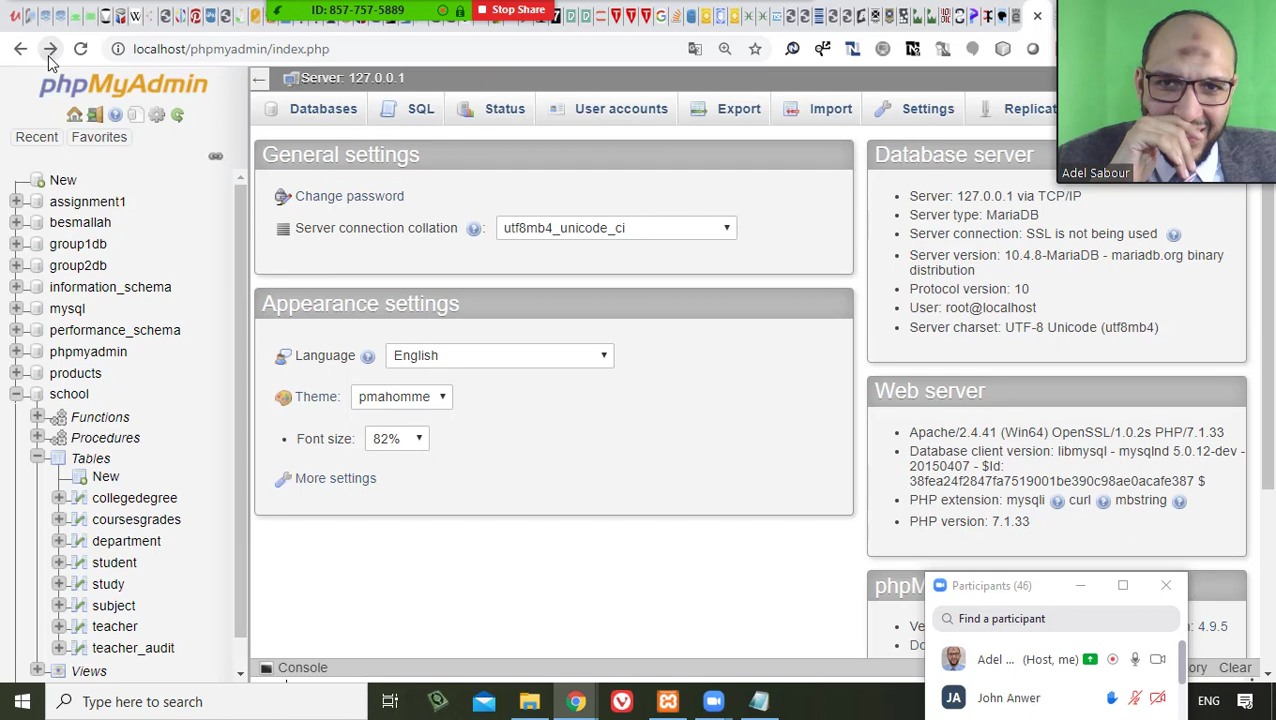 ID: 857-757-5889
Stop Share
localhost/phpmyadmin/index.php
phpMyAdmin
Recent
Favorites
New
assignment1
besmallah
group1db
group2db
information_schema
mysql
performance_schema
phpmyadmin
products
school
Functions
Procedures
Tables
New
collegedegree
coursesgrades
department
student
study
subject
teacher
teacher_audit
Views
Server: 127.0.0.1
Databases
SQL
Status
User accounts
Export
Import
Settings
Replicat
General settings
Change password
Server connection collation :
utf8mb4_unicode_ci
Appearance settings
Language
English
Theme:
pmahomme
Font size:
82%
More settings
Database server
Server: 127.0.0.1 via TCP/IP
Server type: MariaDB
Server connection: SSL is not being used
Server version: 10.4.8-MariaDB - mariadb.org binary
distribution
Protocol version: 10
User: root@localhost
Server charset: UTF-8 Unicode (utf8mb4)
Web server
Apache/2.4.41 (Win64) OpenSSL/1.0.2s PHP/7.1.33
Database client version: libmysql - mysqlnd 5.0.12-dev -
20150407 - $Id:
38fea24f2847fa7519001be390c98ae0acafe387 $
PHP extension: mysqli curl mbstring
PHP version: 7.1.33
phpM
4.9.5
Console
Clear
Adel Sabour
Participants (46)
Find a participant
Adel ... (Host, me)
JA
John Anwer
Type here to search
ENG